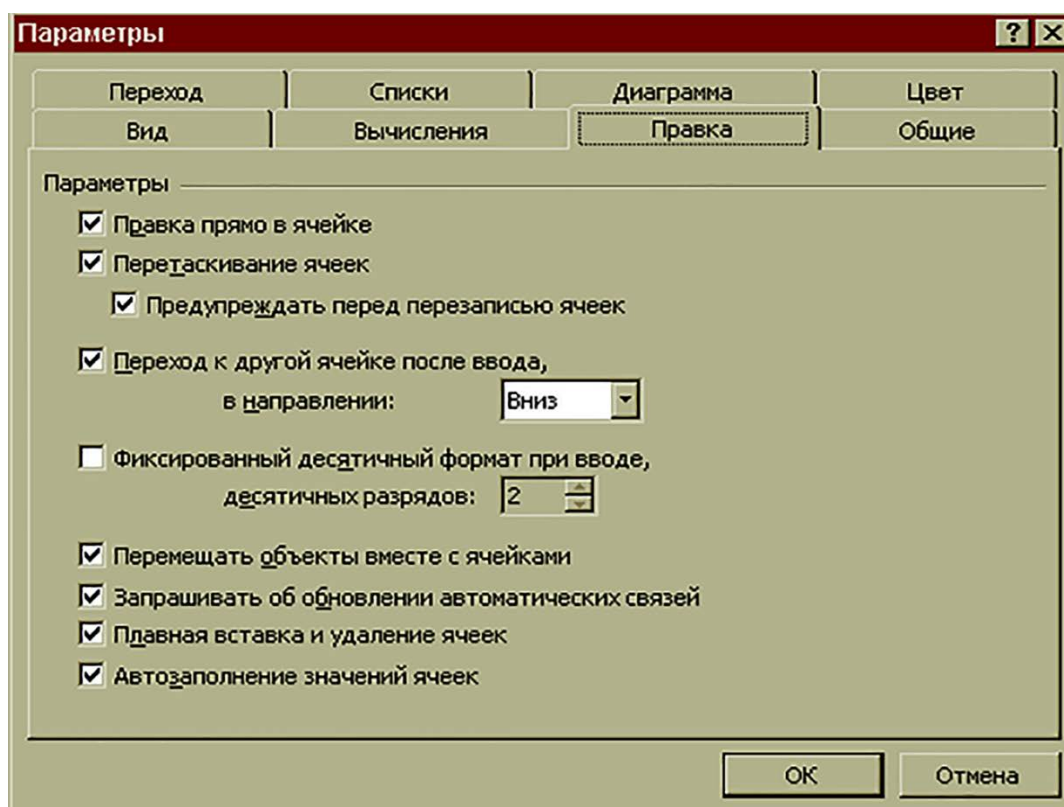 Параметры
Переход Списки Диаграмма Цвет
Вид Вычисления Правка Общие
Параметры
Правка прямо в ячейке
Перетаскивание ячеек
Предупреждать перед перезаписью ячеек
Переход к другой ячейке после ввода,
в направлении: Вниз
Фиксированный десятичный формат при вводе,
десятичных разрядов: 2
Перемещать объекты вместе с ячейками
Запрашивать об обновлении автоматических связей
Плавная вставка и удаление ячеек
Автозаполнение значений ячеек
ОК Отмена